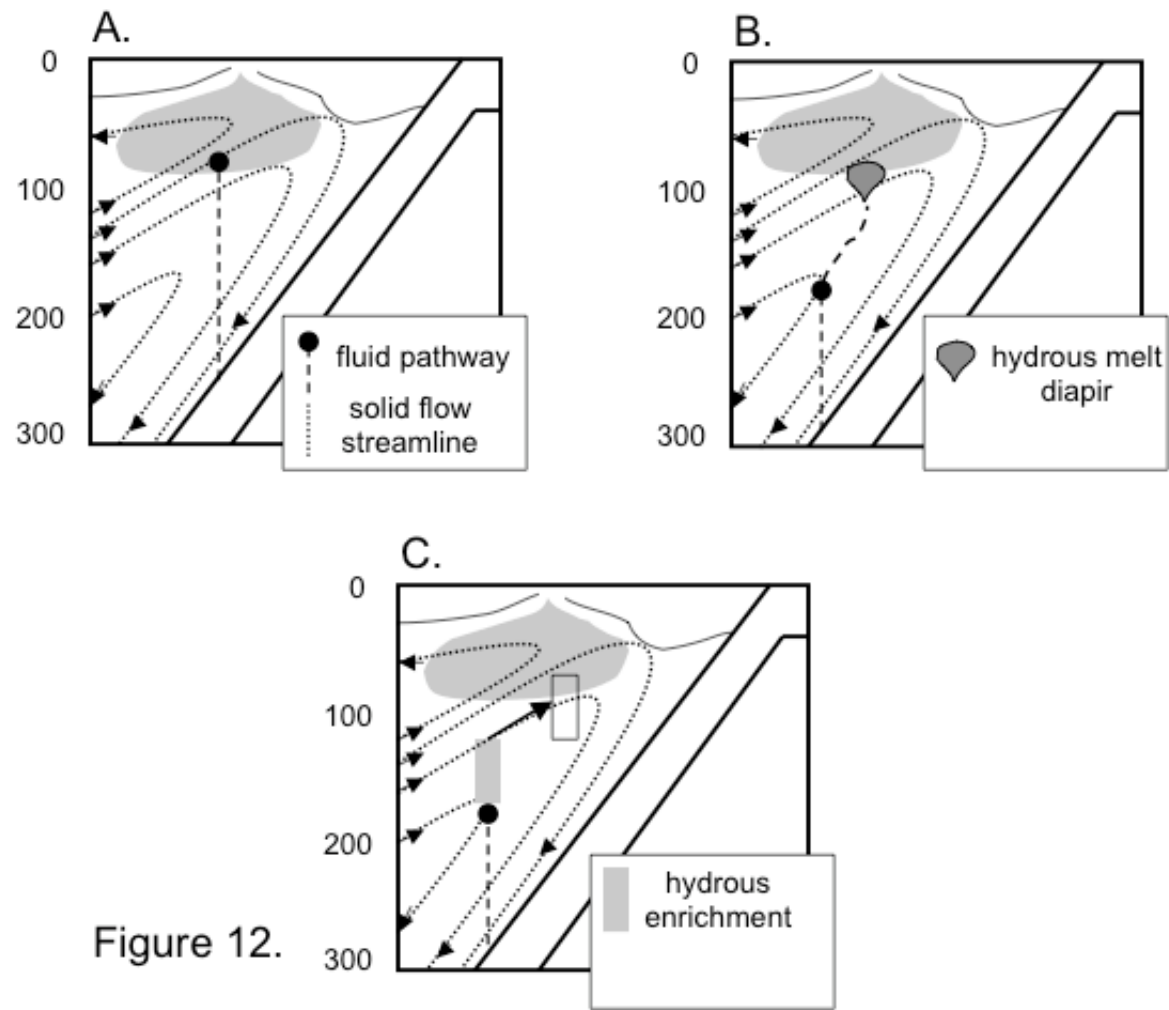 A.
0
100
200
300
fluid pathway
solid flow
streamline
B.
0
100
200
300
hydrous melt
diapir
C.
0
100
200
300
hydrous
enrichment
Figure 12.